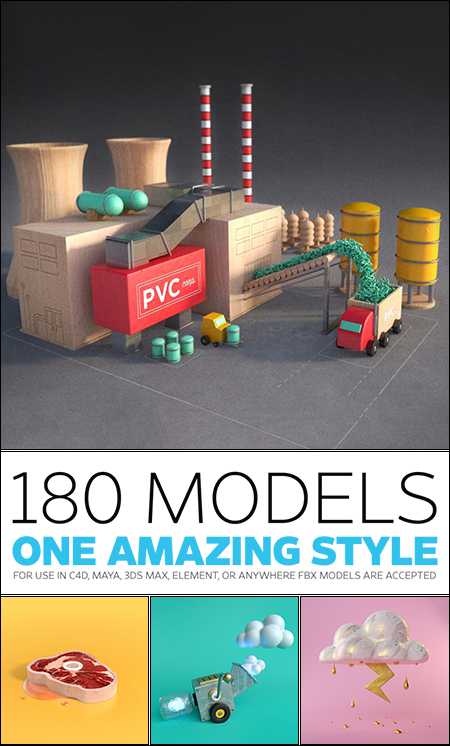 PVC
PVC
180 MODELS
ONE AMAZING STYLE
FOR USE IN C4D, MAYA, 3DS MAX, ELEMENT, OR ANYWHERE FBX MODELS ARE ACCEPTED